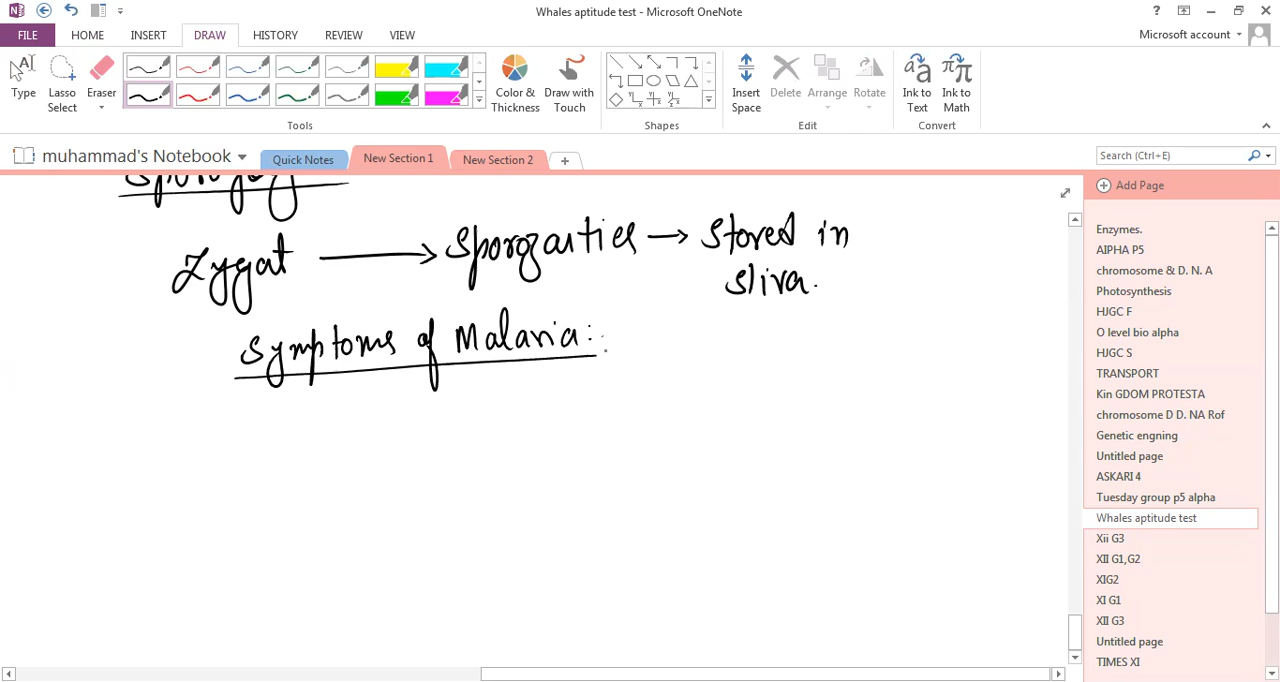 Whales aptitude test - Microsoft OneNote
FILE HOME INSERT DRAW HISTORY REVIEW VIEW
Microsoft account
Type
Lasso Select
Eraser
Color & Thickness
Draw with Touch
Insert Space
Delete
Arrange
Rotate
Ink to Text
Ink to Math
Tools
Shapes
Edit
Convert
muhammad's Notebook
Quick Notes
New Section 1
New Section 2
Search (Ctrl+E)
Add Page
Zygat → Sporozaities → Stored in
sliva.
Symptoms of Malaria:
Enzymes.
AIPHA P5
chromosome & D. N. A
Photosynthesis
HJGC F
O level bio alpha
HJGC S
TRANSPORT
Kin GDOM PROTESTA
chromosome D D. NA Rof
Genetic engning
Untitled page
ASKARI 4
Tuesday group p5 alpha
Whales aptitude test
Xii G3
XII G1,G2
XIG2
XI G1
XII G3
Untitled page
TIMES XI